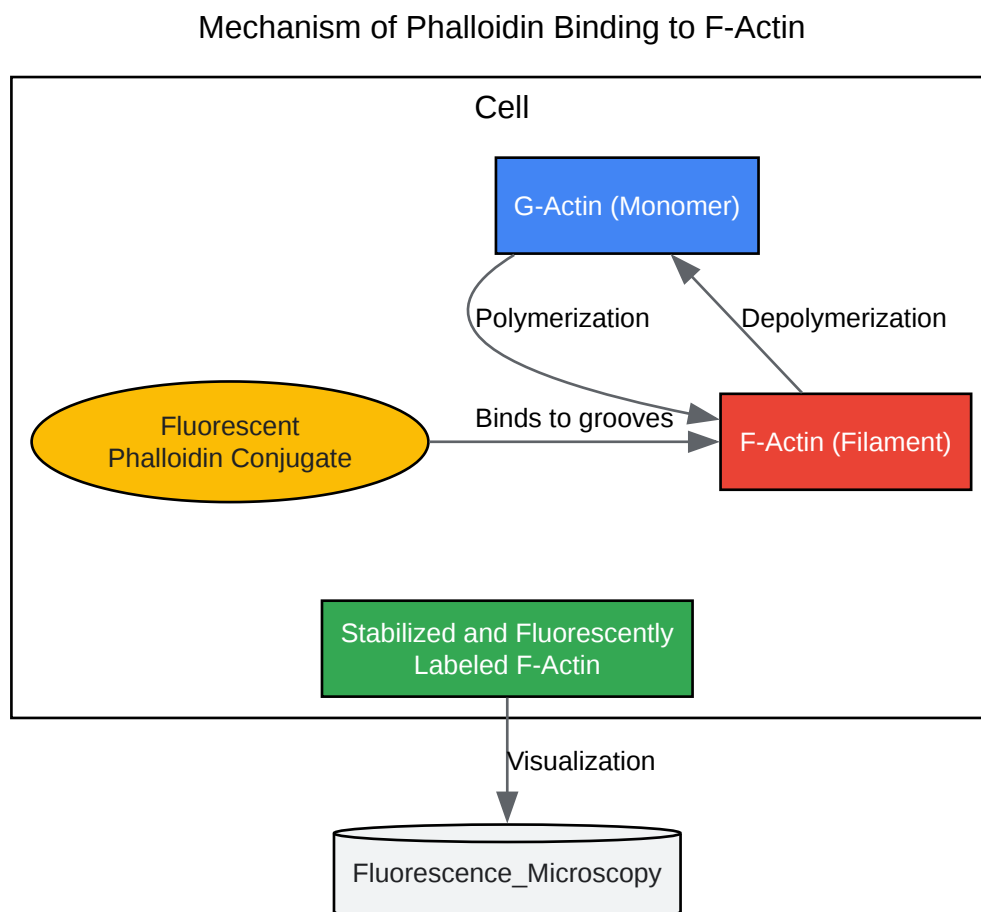 Mechanism of Phalloidin Binding to F-Actin
Cell
G-Actin (Monomer)
Polymerization
Depolymerization
Fluorescent
Phalloidin Conjugate
Binds to grooves
F-Actin (Filament)
Stabilized and Fluorescently
Labeled F-Actin
Visualization
Fluorescence_Microscopy